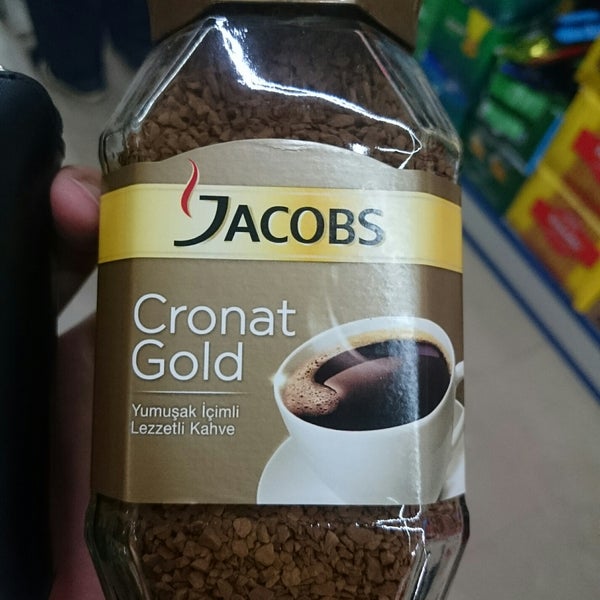 JACOBS
Cronat
Gold
Yumuşak İçimli
Lezzetli Kahve